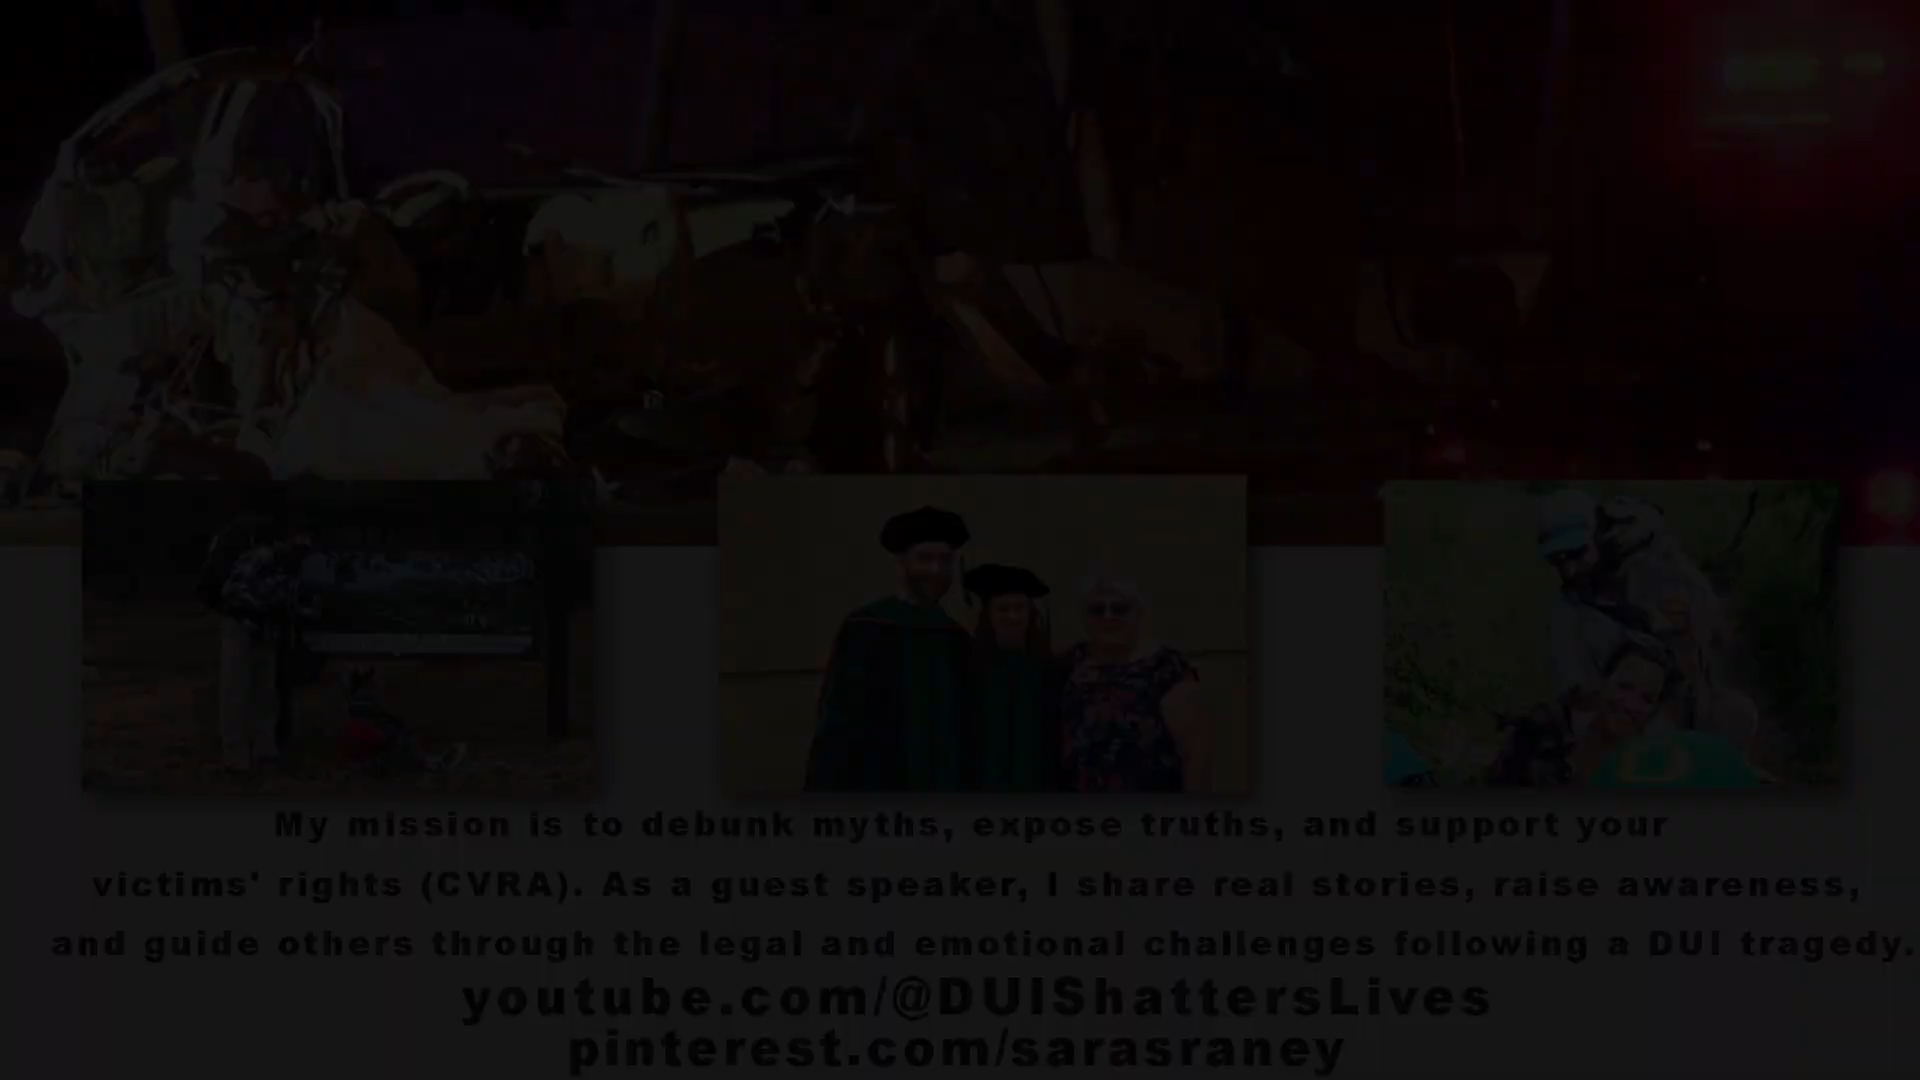 My mission is to debunk myths, expose truths, and support your
victims' rights (CVRA). As a guest speaker, I share real stories, raise awareness,
and guide others through the legal and emotional challenges following a DUI tragedy.
youtube.com/@DUIShattersLives
pinterest.com/sarasraney